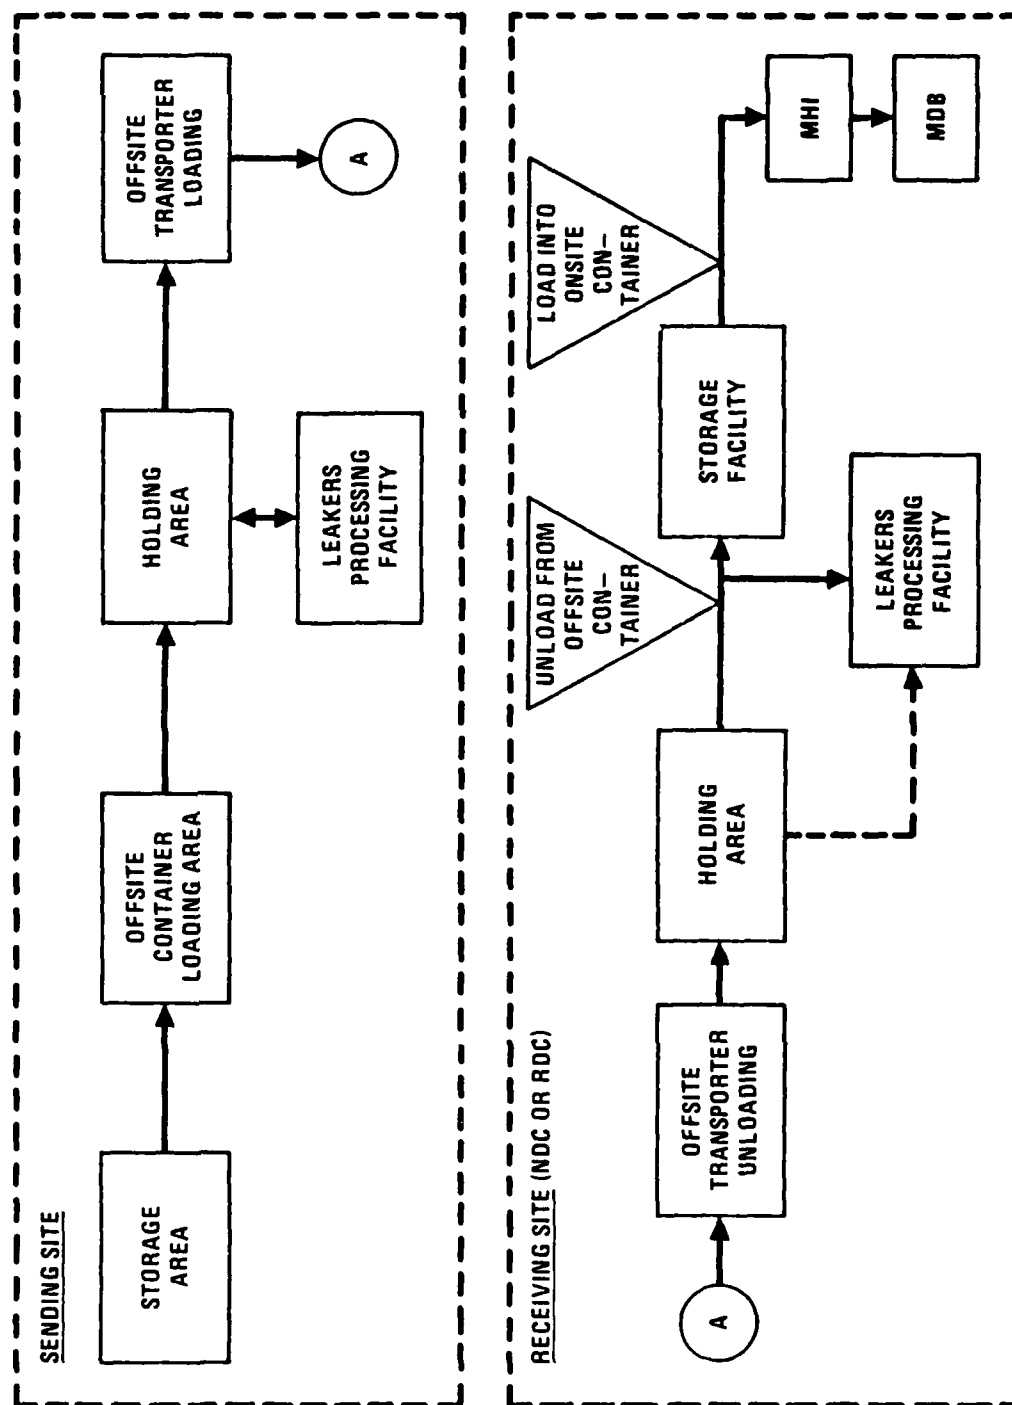 SENDING SITE
STORAGE
AREA
OFFSITE
CONTAINER
LOADING AREA
HOLDING
AREA
LEAKERS
PROCESSING
FACILITY
OFFSITE
TRANSPORTER
LOADING
A
RECEIVING SITE (NDC OR RDC)
A
OFFSITE
TRANSPORTER
UNLOADING
HOLDING
AREA
UNLOAD FROM
OFFSITE
CON-
TAINER
LEAKERS
PROCESSING
FACILITY
STORAGE
FACILITY
LOAD INTO
ONSITE
CON-
TAINER
MHI
MDB